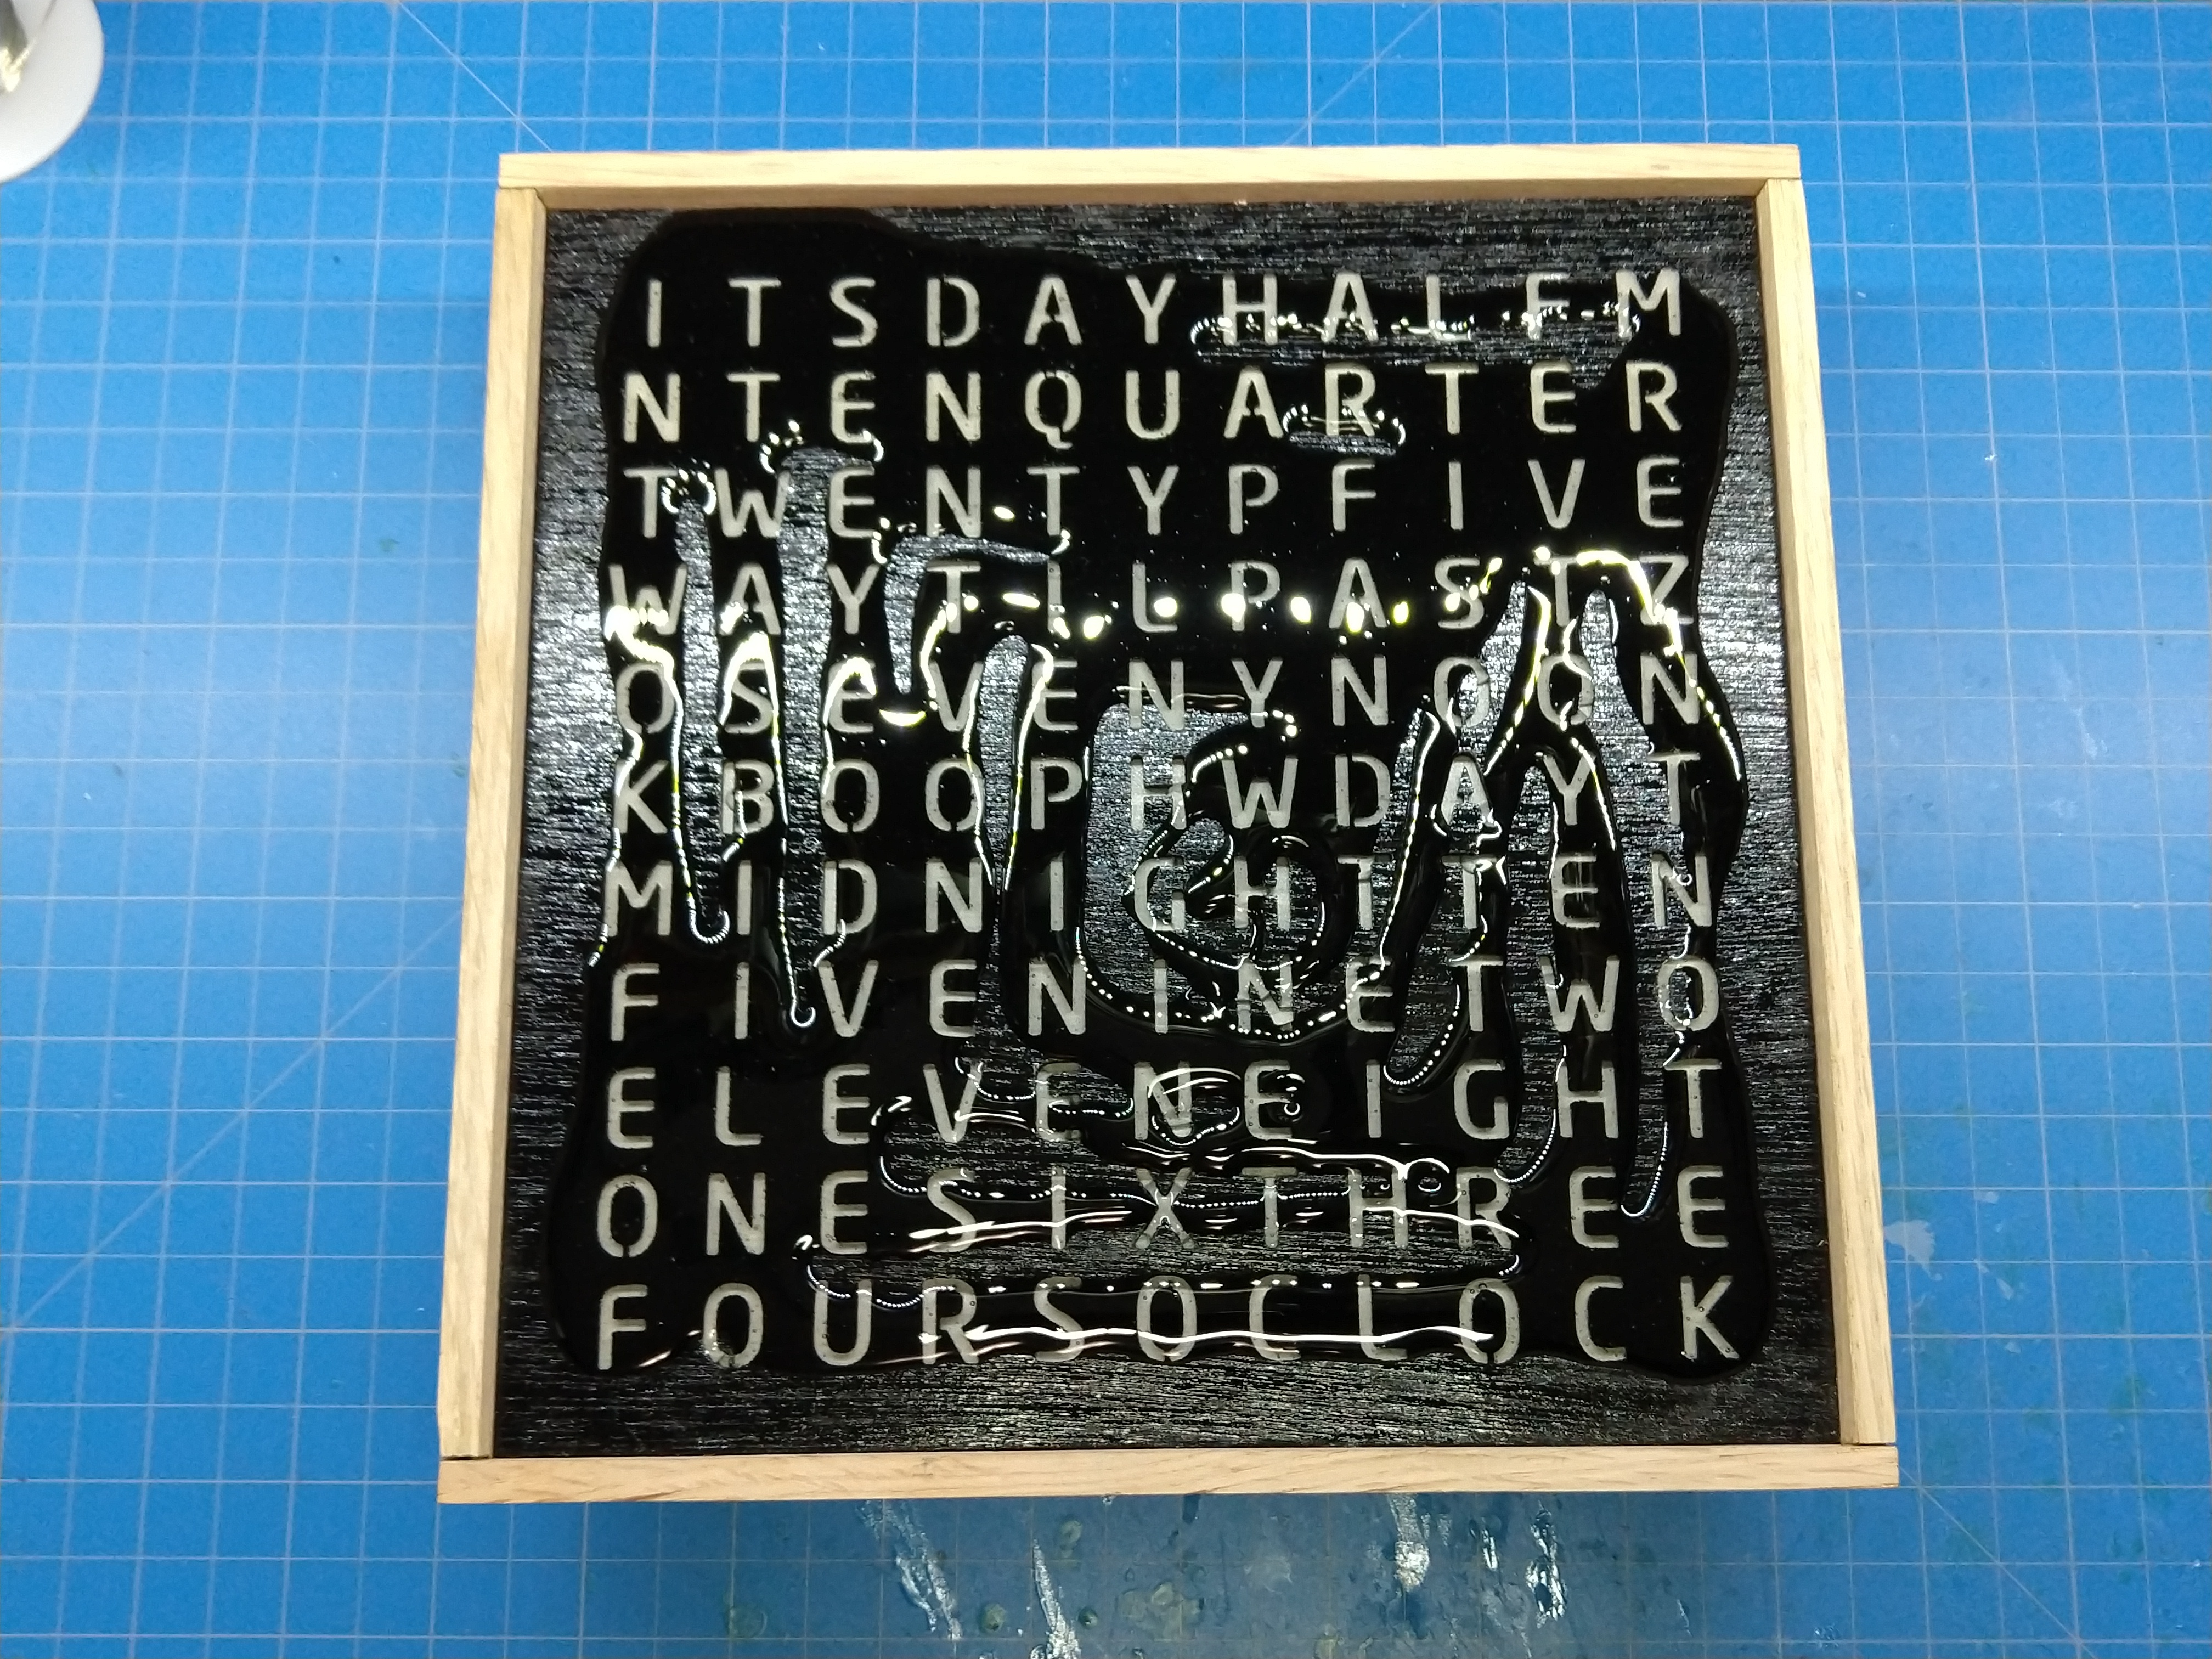 ITSDAYHALFM
NTENQUARTER
TWENTYPFIVE
WAYTILPASTZ
OSEVENYNOON
KBOOPHWDAYT
MIDNIGHTTEN
FIVENINETWO
ELEVENEIGHT
ONESIXTHREE
FOURSOCLOCK